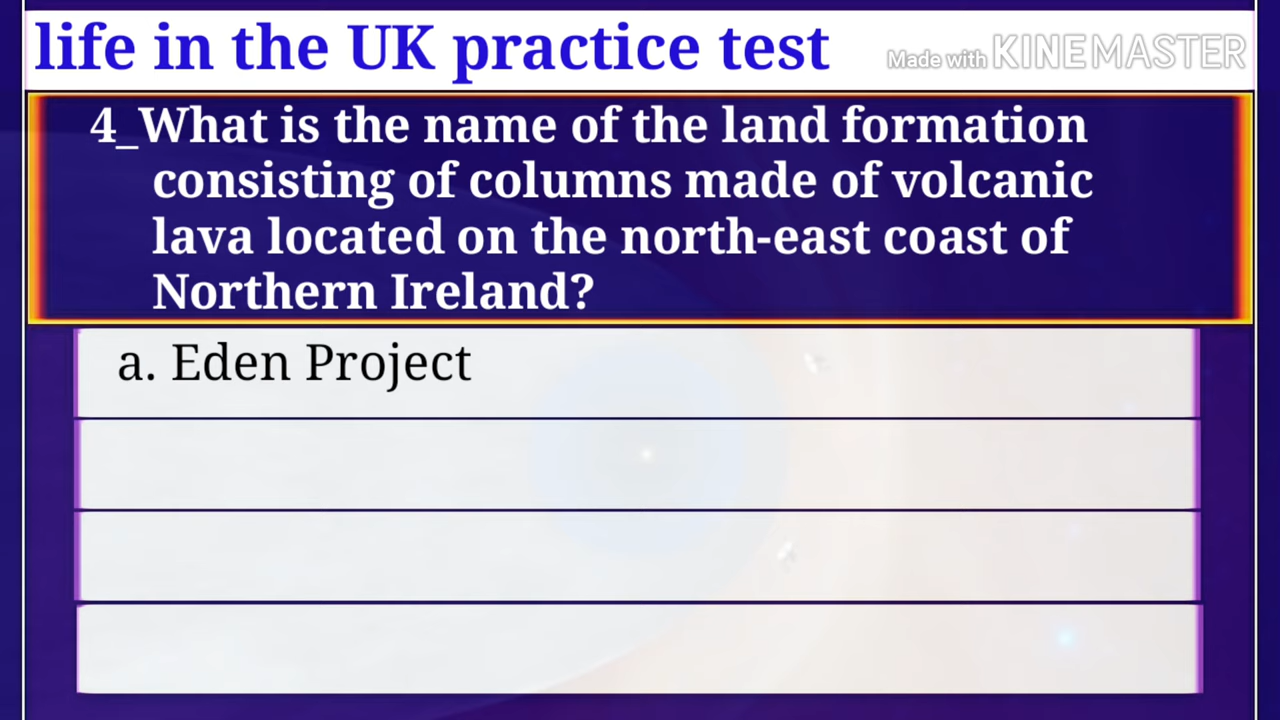 life in the UK practice test
Made with KINEMASTER
4_What is the name of the land formation
consisting of columns made of volcanic
lava located on the north-east coast of
Northern Ireland?
a. Eden Project